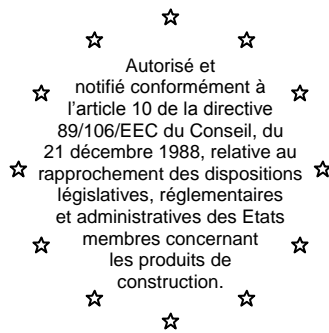 Autorisé et
notifié conformément à
l'article 10 de la directive
89/106/EEC du Conseil, du
21 décembre 1988, relative au
rapprochement des dispositions
législatives, réglementaires
et administratives des Etats
membres concernant
les produits de
construction.